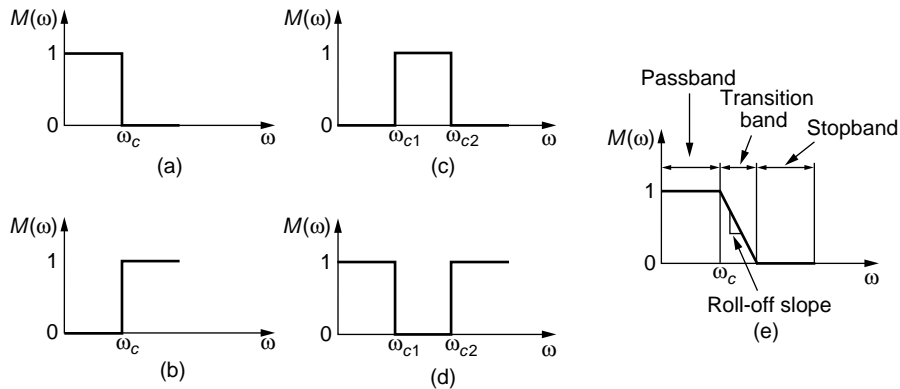 M(ω)
1
0
ω_c
ω
(a)
M(ω)
1
0
ω_c1
ω_c2
ω
(c)
M(ω)
1
0
ω_c
ω
(b)
M(ω)
1
0
ω_c1
ω_c2
ω
(d)
Passband
Transition
band
Stopband
M(ω)
1
0
ω_c
ω
Roll-off slope
(e)